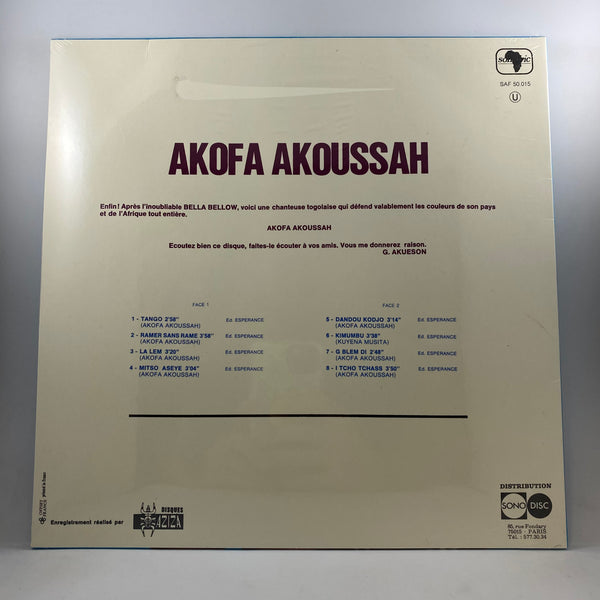 SAF 50.015
U
AKOFA AKOUSSAH
Enfin! Après l'inoubliable BELLA BELLOW, voici une chanteuse togolaise qui défend valablement les couleurs de son pays
et de l'Afrique tout entière.
AKOFA AKOUSSAH
Ecoutez bien ce disque, faites-le écouter à vos amis. Vous me donnerez raison.
G. AKUESON
FACE 1
1 - TANGO 2'58" Ed. ESPERANCE
(AKOFA AKOUSSAH)
2 - RAMER SANS RAME 3'58" Ed. ESPERANCE
(AKOFA AKOUSSAH)
3 - LA LEM 3'20" Ed. ESPERANCE
(AKOFA AKOUSSAH)
4 - MITSO ASEYE 3'04" Ed. ESPERANCE
(AKOFA AKOUSSAH)
FACE 2
5 - DANDOU KODJO 3'14" Ed. ESPERANCE
(AKOFA AKOUSSAH)
6 - KIMUMBU 3'38" Ed. ESPERANCE
(KUYENA MUSITA)
7 - G BLEM DI 2'48" Ed. ESPERANCE
(AKOFA AKOUSSAH)
8 - I TCHO TCHASS 3'50" Ed. ESPERANCE
(AKOFA AKOUSSAH)
Enregistrement réalisé par
DISQUES
AZIZA
DISTRIBUTION
SONO DISC
85, rue Fondary
75015 - PARIS
Tél.: 577.30.34